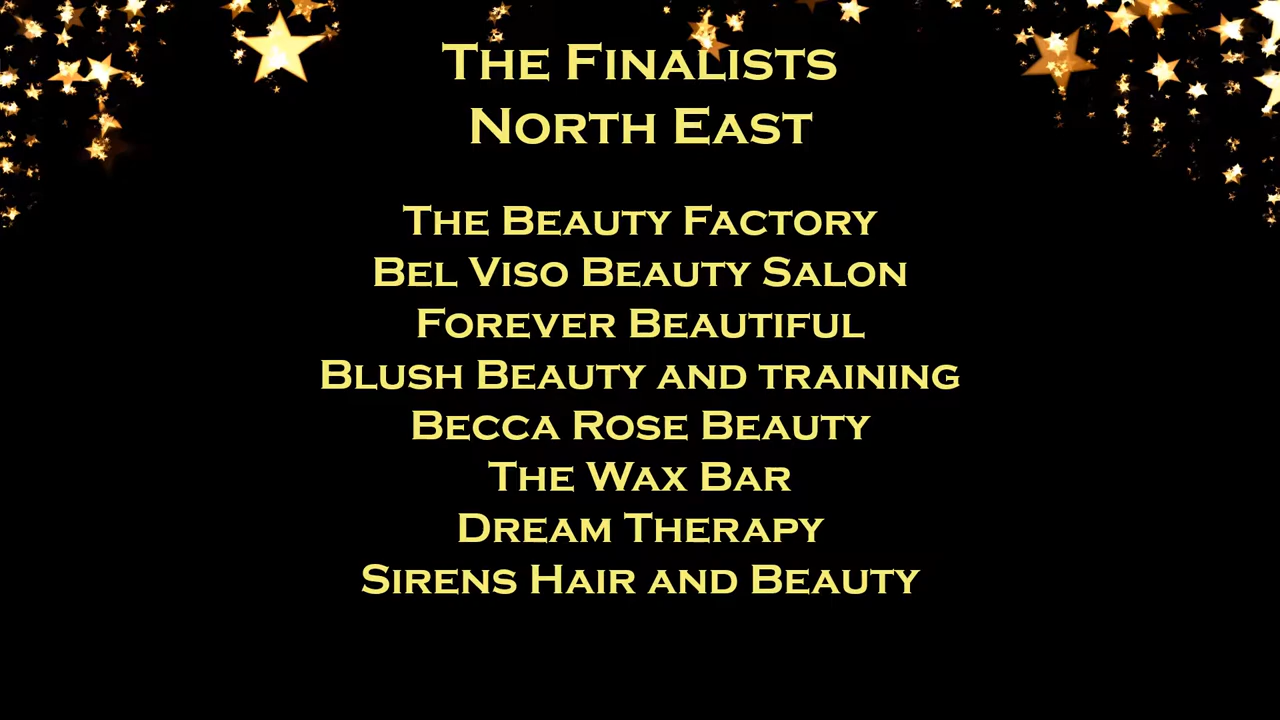 The Finalists
North East
The Beauty Factory
Bel Viso Beauty Salon
Forever Beautiful
Blush Beauty and training
Becca Rose Beauty
The Wax Bar
Dream Therapy
Sirens Hair and Beauty